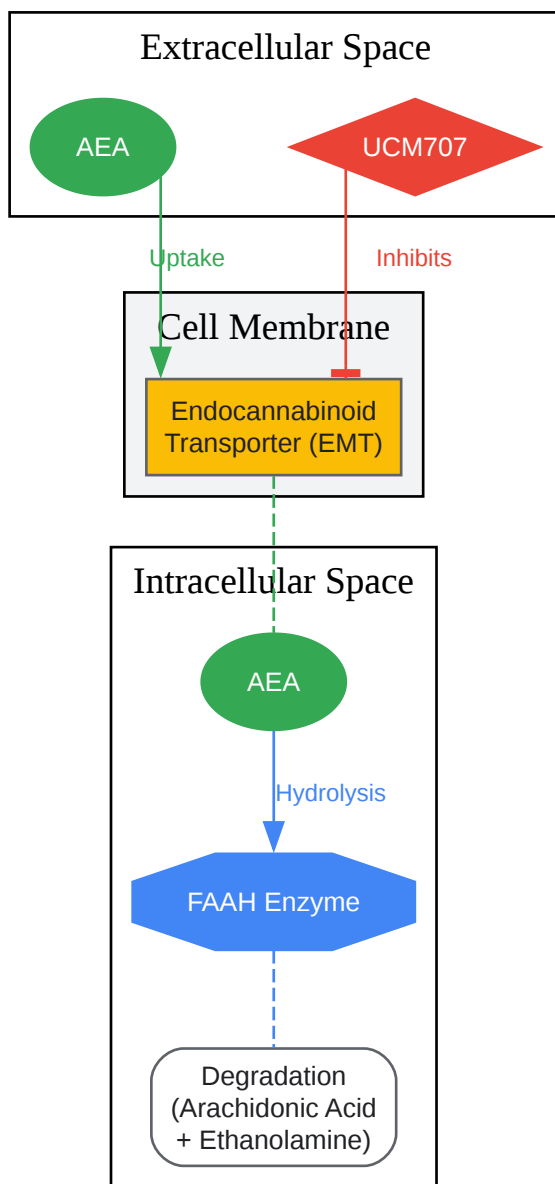 Extracellular Space
AEA
UCM707
Uptake
Inhibits
Cell Membrane
Endocannabinoid
Transporter (EMT)
Intracellular Space
AEA
Hydrolysis
FAAH Enzyme
Degradation
(Arachidonic Acid
+ Ethanolamine)